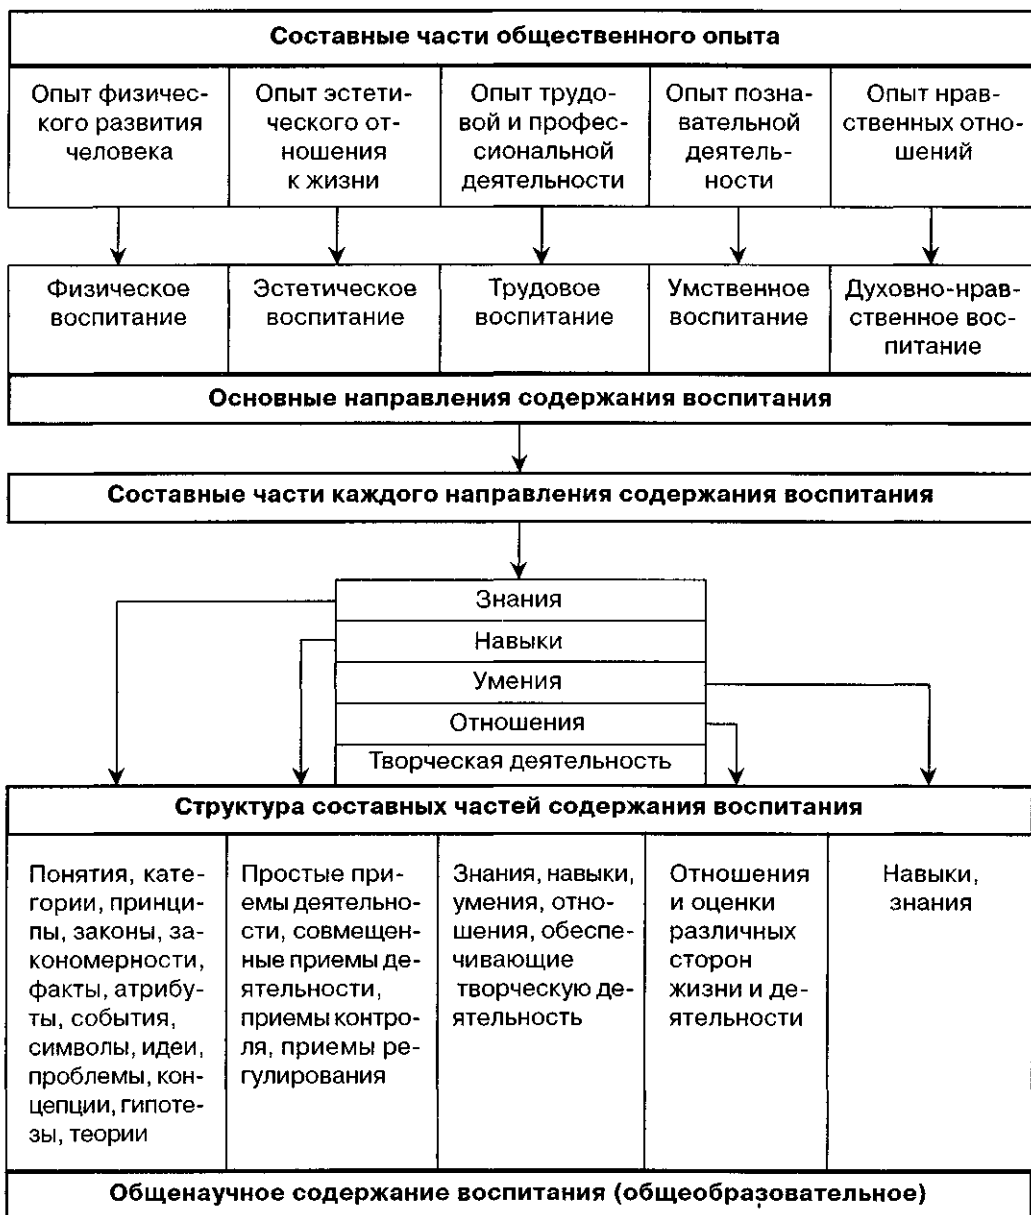 Составные части общественного опыта
Опыт физичес-
кого развития
человека
Опыт эстети-
ческого от-
ношения
к жизни
Опыт трудо-
вой и профес-
сиональной
деятельности
Опыт позна-
вательной
деятель-
ности
Опыт нрав-
ственных отно-
шений
Физическое
воспитание
Эстетическое
воспитание
Трудовое
воспитание
Умственное
воспитание
Духовно-нрав-
ственное вос-
питание
Основные направления содержания воспитания
Составные части каждого направления содержания воспитания
Знания
Навыки
Умения
Отношения
Творческая деятельность
Структура составных частей содержания воспитания
Понятия, кате-
гории, принци-
пы, законы, за-
кономерности,
факты, атрибу-
ты, события,
символы, идеи,
проблемы, кон-
цепции, гипоте-
зы, теории
Простые при-
емы деятельно-
сти, совмещен-
ные приемы де-
ятельности,
приемы контро-
ля, приемы ре-
гулирования
Знания, навыки,
умения, отно-
шения, обеспе-
чивающие
творческую де-
ятельность
Отношения
и оценки
различных
сторон
жизни и де-
ятельности
Навыки,
знания
Общенаучное содержание воспитания (общеобразовательное)